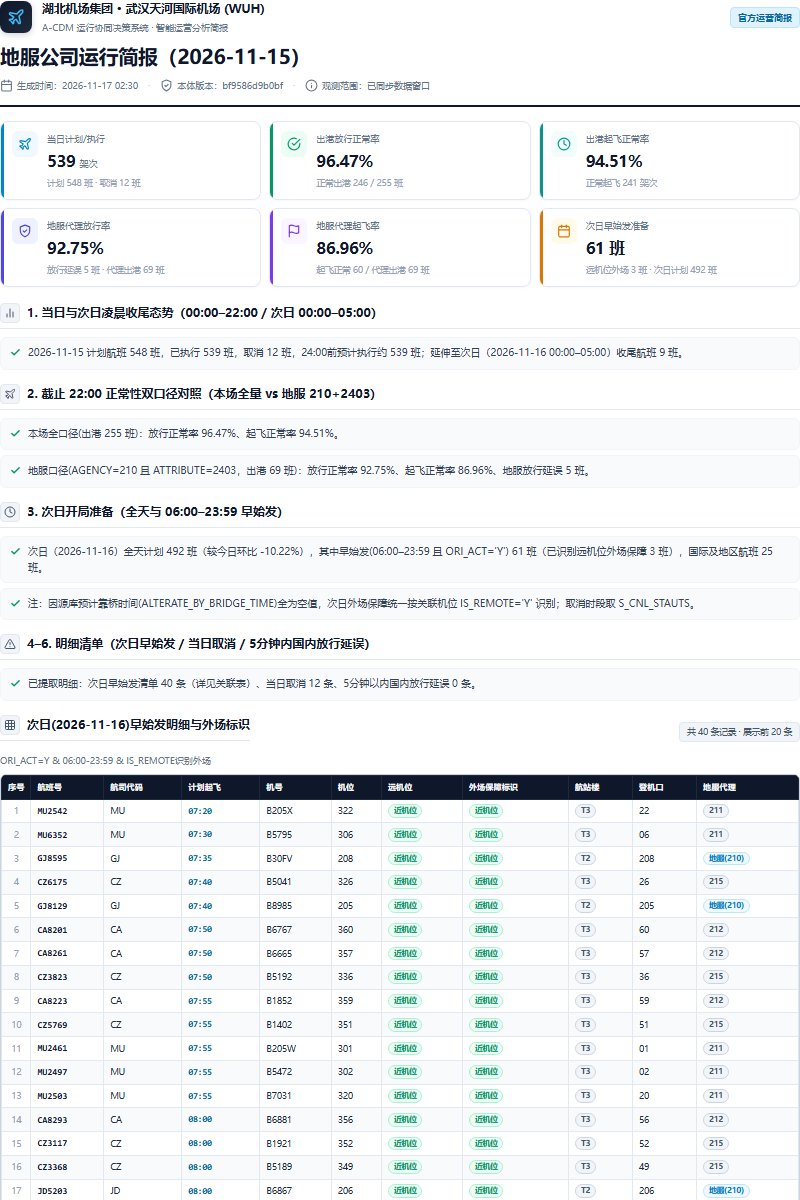 湖北机场集团 · 武汉天河国际机场 (WUH)
A-CDM 运行协同决策系统 · 智能运营分析简报
官方运营简报
地服公司运行简报（2026-11-15）
生成时间：2026-11-17 02:30 · 本体版本：bf9586d9b0bf · 观测范围：已同步数据窗口
当日计划/执行
539 架次
计划 548 班 · 取消 12 班
出港放行正常率
96.47%
正常出港 246 / 255 班
出港起飞正常率
94.51%
正常起飞 241 架次
地服代理放行率
92.75%
放行延误 5 班 · 代理出港 69 班
地服代理起飞率
86.96%
起飞正常 60 / 代理出港 69 班
次日早始发准备
61 班
远机位外场 3 班 · 次日计划 492 班
1. 当日与次日凌晨收尾态势（00:00–22:00 / 次日 00:00–05:00）
2026-11-15 计划航班 548 班，已执行 539 班，取消 12 班，24:00前预计执行约 539 班；延伸至次日（2026-11-16 00:00–05:00）收尾航班 9 班。
2. 截止 22:00 正常性双口径对照（本场全量 vs 地服 210+2403）
本场全口径(出港 255 班)：放行正常率 96.47%、起飞正常率 94.51%。
地服口径(AGENCY=210 且 ATTRIBUTE=2403，出港 69 班)：放行正常率 92.75%、起飞正常率 86.96%、地服放行延误 5 班。
3. 次日开局准备（全天与 06:00–23:59 早始发）
次日（2026-11-16）全天计划 492 班（较今日环比 -10.22%），其中早始发(06:00–23:59 且 ORI_ACT='Y') 61 班（已识别远机位外场保障 3 班），国际及地区航班 25
班。
注：因源库预计靠桥时间(ALTERATE_BY_BRIDGE_TIME)全为空值，次日外场保障统一按关联机位 IS_REMOTE='Y' 识别；取消时段取 S_CNL_STAUTS。
4–6. 明细清单（次日早始发 / 当日取消 / 5分钟内国内放行延误）
已提取明细：次日早始发清单 40 条（详见关联表）、当日取消 12 条、5分钟以内国内放行延误 0 条。
次日(2026-11-16)早始发明细与外场标识
共 40 条记录 · 展示前 20 条
ORI_ACT=Y & 06:00-23:59 & IS_REMOTE识别外场
序号 航班号 航司代码 计划起飞 机号 机位 远机位 外场保障标识 航站楼 登机口 地服代理
1 MU2542 MU 07:20 B205X 322 近机位 近机位 T3 22 211
2 MU6352 MU 07:30 B5795 306 近机位 近机位 T3 06 211
3 GJ8595 GJ 07:35 B30FV 208 近机位 近机位 T2 208 地服(210)
4 CZ6175 CZ 07:40 B5041 326 近机位 近机位 T3 26 215
5 GJ8129 GJ 07:40 B8985 205 近机位 近机位 T2 205 地服(210)
6 CA8201 CA 07:50 B6767 360 近机位 近机位 T3 60 212
7 CA8261 CA 07:50 B6665 357 近机位 近机位 T3 57 212
8 CZ3823 CZ 07:50 B5192 336 近机位 近机位 T3 36 215
9 CA8223 CA 07:55 B1852 359 近机位 近机位 T3 59 212
10 CZ5769 CZ 07:55 B1402 351 近机位 近机位 T3 51 215
11 MU2461 MU 07:55 B205W 301 近机位 近机位 T3 01 211
12 MU2497 MU 07:55 B5472 302 近机位 近机位 T3 02 211
13 MU2503 MU 07:55 B7031 320 近机位 近机位 T3 20 211
14 CA8293 CA 08:00 B6881 356 近机位 近机位 T3 56 212
15 CZ3117 CZ 08:00 B1921 352 近机位 近机位 T3 52 215
16 CZ3368 CZ 08:00 B5189 349 近机位 近机位 T3 49 215
17 JD5203 JD 08:00 B6867 206 近机位 近机位 T2 206 地服(210)